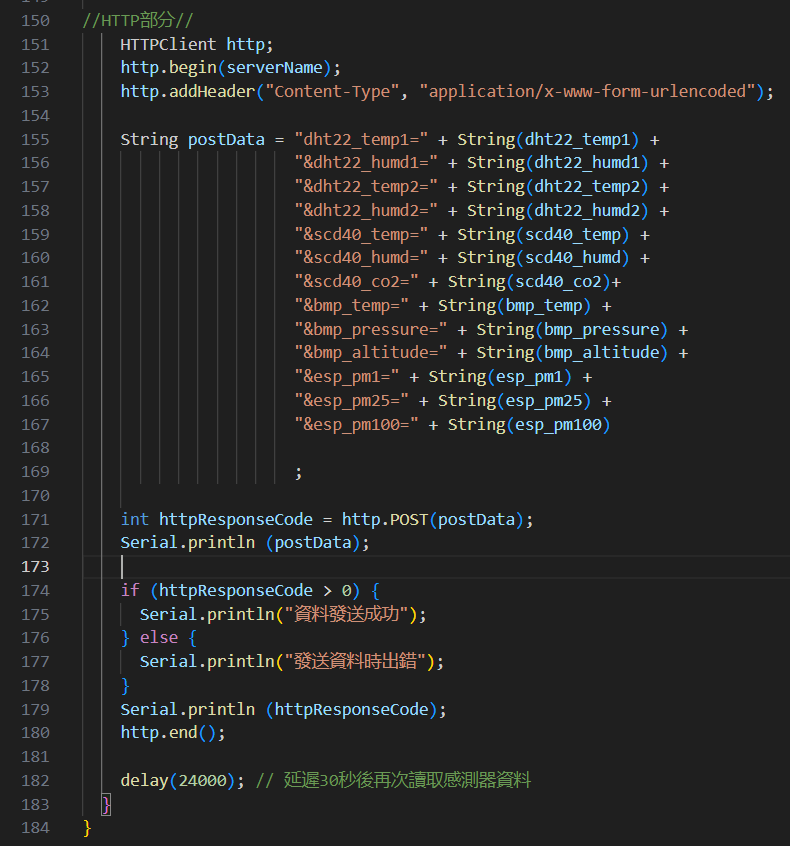 150 //HTTP部分//
151 HTTPClient http;
152 http.begin(serverName);
153 http.addHeader("Content-Type", "application/x-www-form-urlencoded");
154
155 String postData = "dht22_temp1=" + String(dht22_temp1) +
156 "&dht22_humd1=" + String(dht22_humd1) +
157 "&dht22_temp2=" + String(dht22_temp2) +
158 "&dht22_humd2=" + String(dht22_humd2) +
159 "&scd40_temp=" + String(scd40_temp) +
160 "&scd40_humd=" + String(scd40_humd) +
161 "&scd40_co2=" + String(scd40_co2)+
162 "&bmp_temp=" + String(bmp_temp) +
163 "&bmp_pressure=" + String(bmp_pressure) +
164 "&bmp_altitude=" + String(bmp_altitude) +
165 "&esp_pm1=" + String(esp_pm1) +
166 "&esp_pm25=" + String(esp_pm25) +
167 "&esp_pm100=" + String(esp_pm100)
168
169 ;
170
171 int httpResponseCode = http.POST(postData);
172 Serial.println (postData);
173
174 if (httpResponseCode > 0) {
175 Serial.println("資料發送成功");
176 } else {
177 Serial.println("發送資料時出錯");
178 }
179 Serial.println (httpResponseCode);
180 http.end();
181
182 delay(24000); // 延遲30秒後再次讀取感測器資料
183 }
184 }